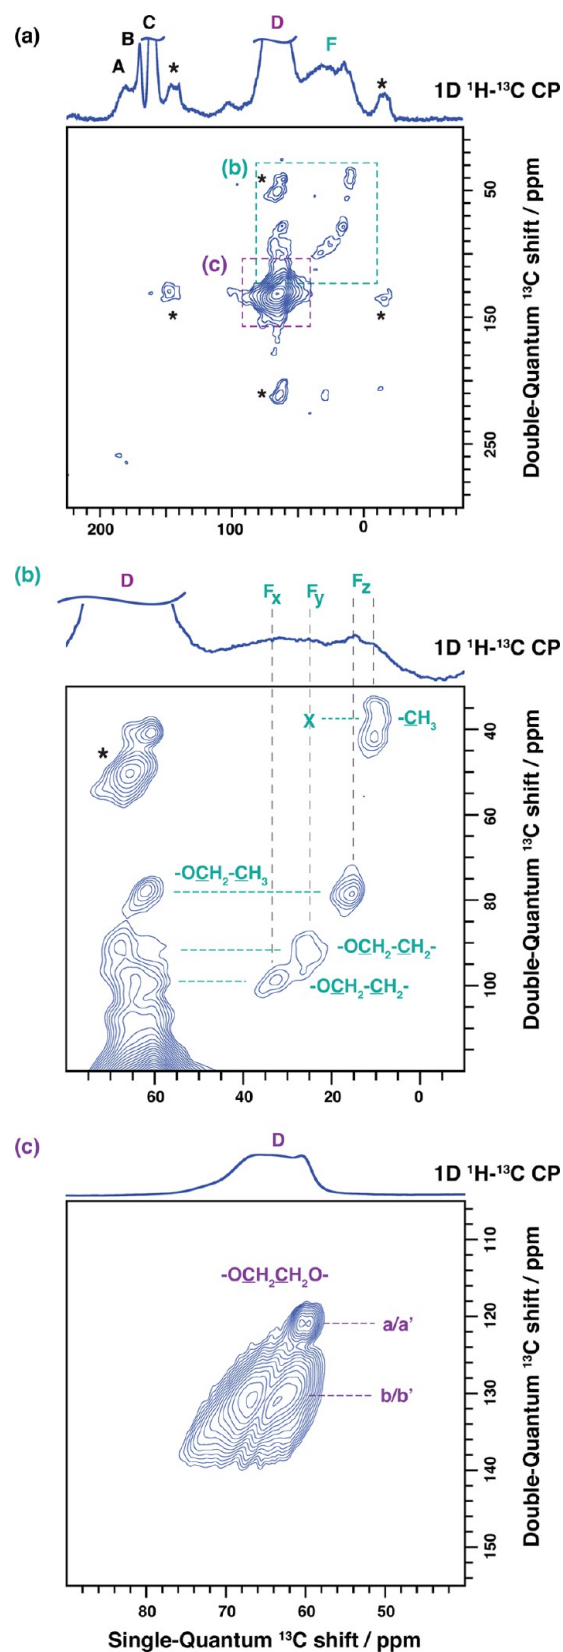 (a)
A B C * D F *
1D ¹H-¹³C CP
(b)
*
(c)
*
*
*
50
150
250
Double-Quantum ¹³C shift / ppm
200 100 0
(b)
D
Fx Fy Fz
1D ¹H-¹³C CP
X
-CH₃
*
-OCH₂-CH₃
-OCH₂-CH₂-
-OCH₂-CH₂-
40
60
80
100
Double-Quantum ¹³C shift / ppm
60 40 20 0
(c)
D
1D ¹H-¹³C CP
-OCH₂CH₂O-
a/a'
b/b'
110
120
130
140
150
Double-Quantum ¹³C shift / ppm
80 70 60 50
Single-Quantum ¹³C shift / ppm